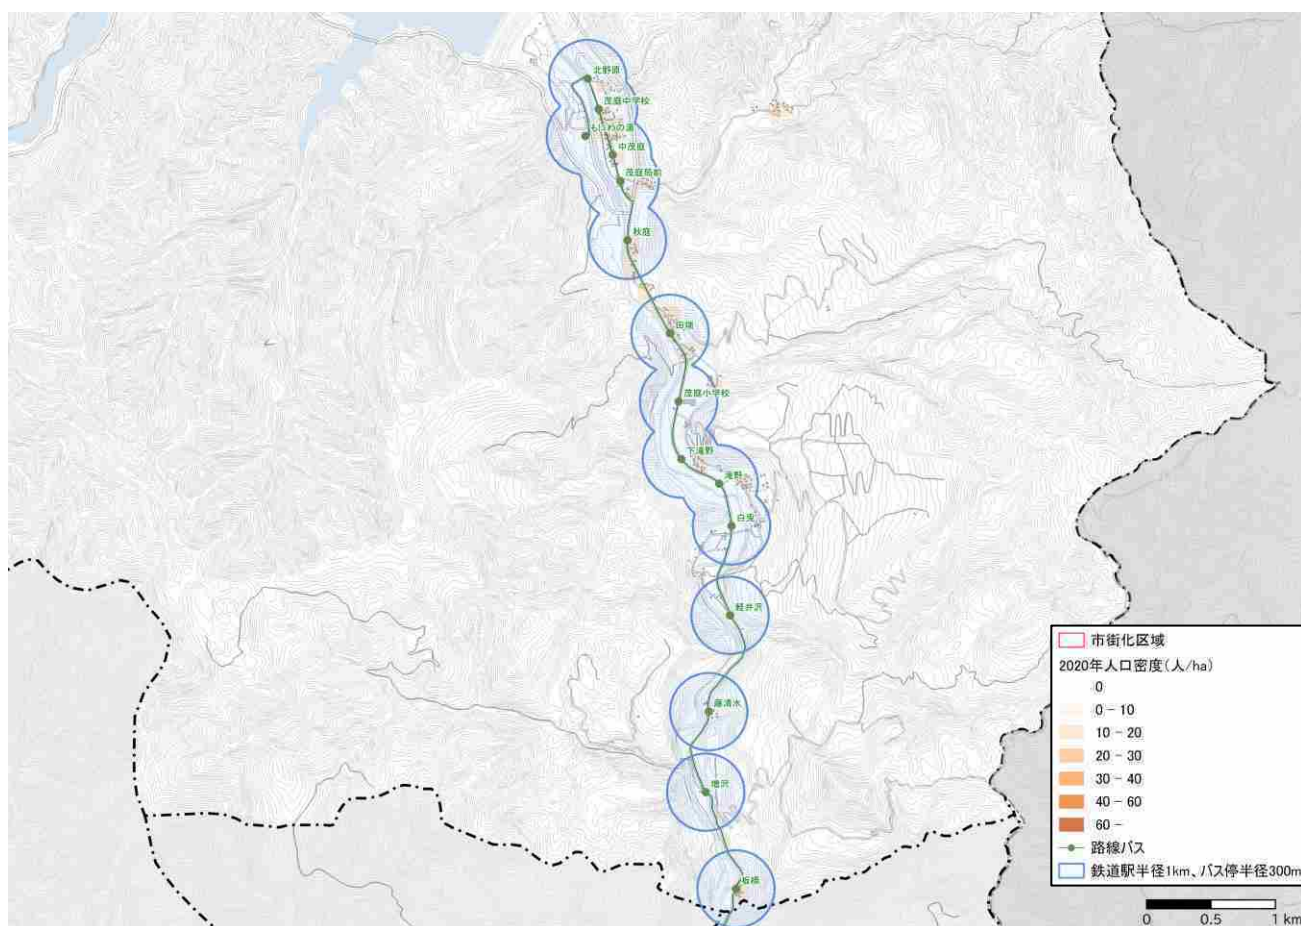 北野原
茂庭中学校
もにわの湯
中茂庭
茂庭局前
秋庭
田畑
茂庭小学校
下滝野
滝野
白兎
軽井沢
藤清水
増沢
板橋
市街化区域
2020年人口密度(人/ha)
0
0 - 10
10 - 20
20 - 30
30 - 40
40 - 60
60 -
路線バス
鉄道駅半径1km、バス停半径300m
0 0.5 1 km